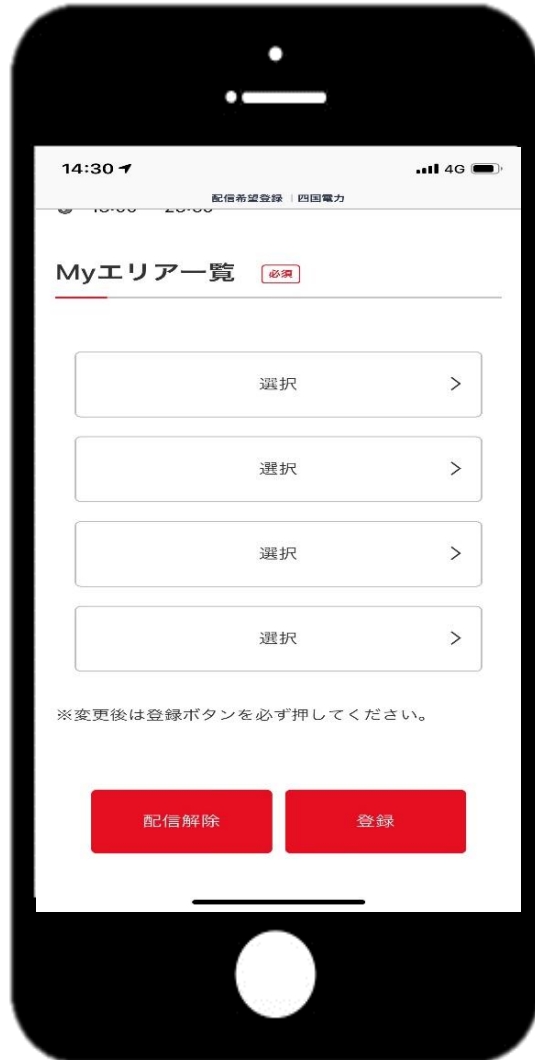 14:30
4G
配信希望登録 | 四国電力
Myエリア一覧 必須
選択
選択
選択
選択
※変更後は登録ボタンを必ず押してください。
配信解除 登録